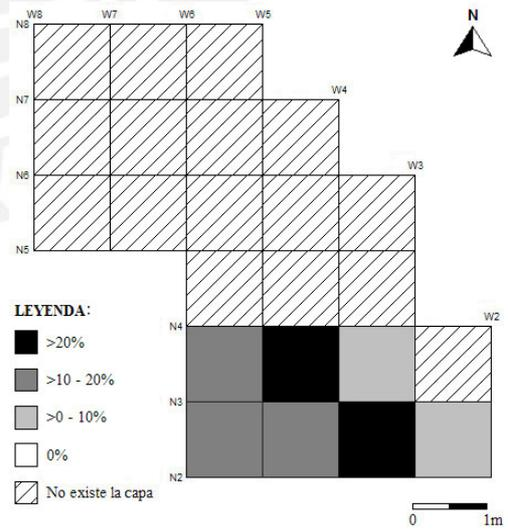 W8 W7 W6 W5
N8
N
N7
W4
N6
W3
N5
LEYENDA:
N4
W2
>20%
>10 - 20%
N3
>0 - 10%
0%
N2
No existe la capa
0 1m